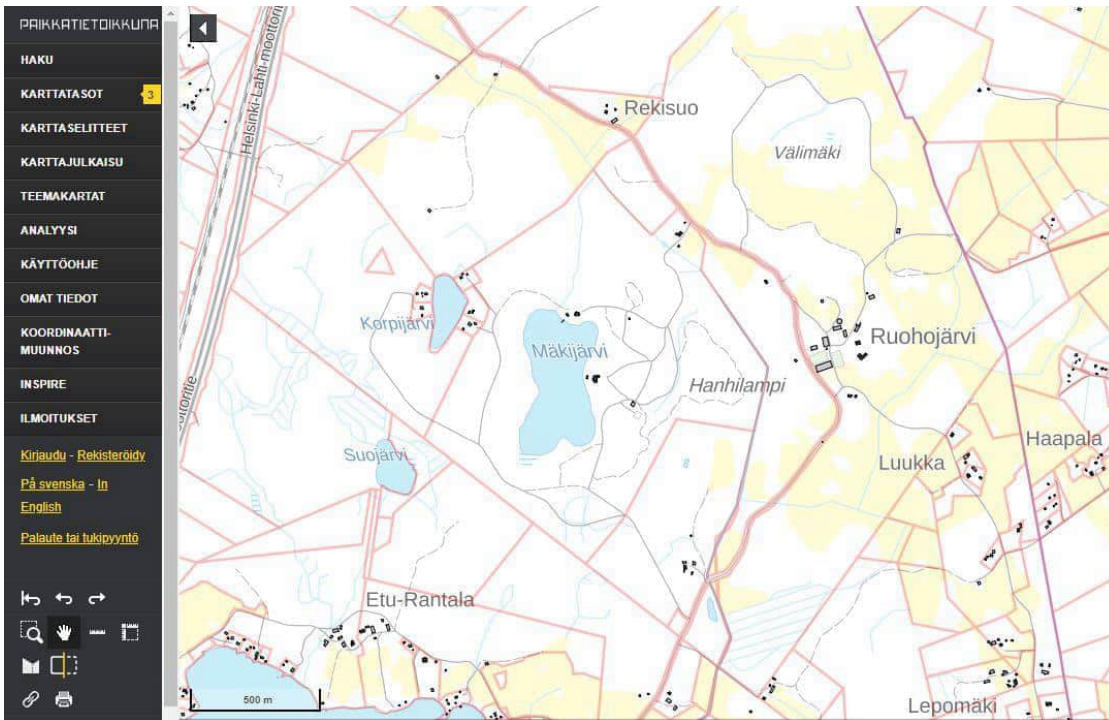 PAIKKATIETOIKKUNA
HAKU
KARTTATASOT 3
KARTTASELITTEET
KARTTAJULKAISU
TEEMAKARTAT
ANALYYSI
KÄYTTÖOHJE
OMAT TIEDOT
KOORDINAATTI-
MUUNNOS
INSPIRE
ILMOITUKSET
Kirjaudu - Rekisteröidy
På svenska - In
English
Palaute tai tukipyyntö
Helsinki-Lahti-moottoritie
Rekisuo
Välimäki
Korpijärvi
Mäkijärvi
Ruohojärvi
Hanhilampi
Suojärvi
Luukka
Haapala
Etu-Rantala
500 m
Lepomäki